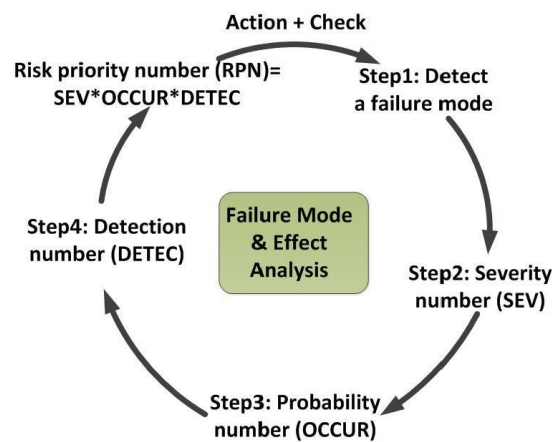 Action + Check
Risk priority number (RPN)=
SEV*OCCUR*DETEC
Step1: Detect
a failure mode
Step4: Detection
number (DETEC)
Failure Mode
& Effect
Analysis
Step2: Severity
number (SEV)
Step3: Probability
number (OCCUR)